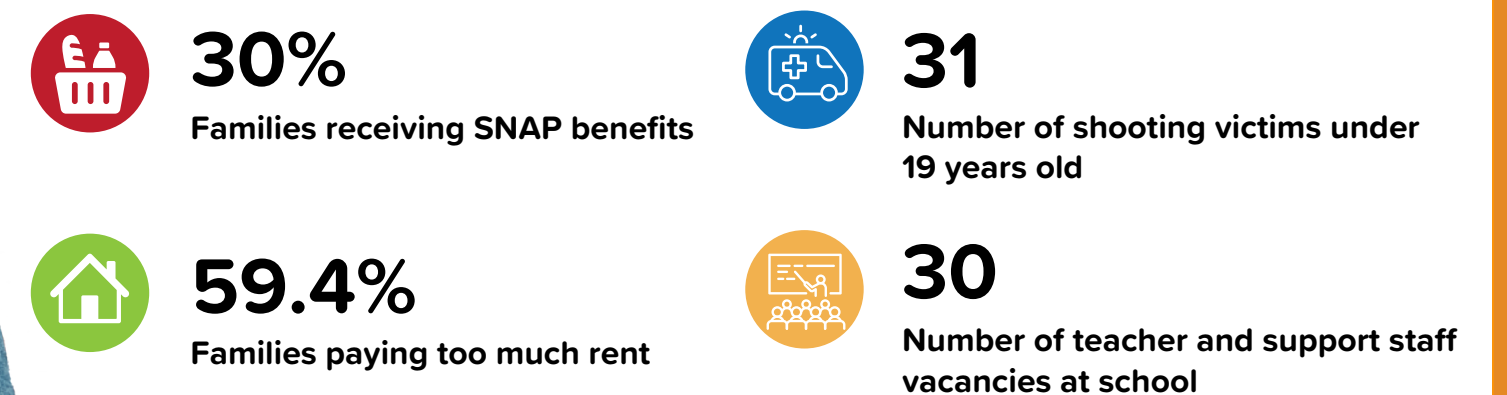 30%
Families receiving SNAP benefits
31
Number of shooting victims under
19 years old
59.4%
Families paying too much rent
30
Number of teacher and support staff
vacancies at school